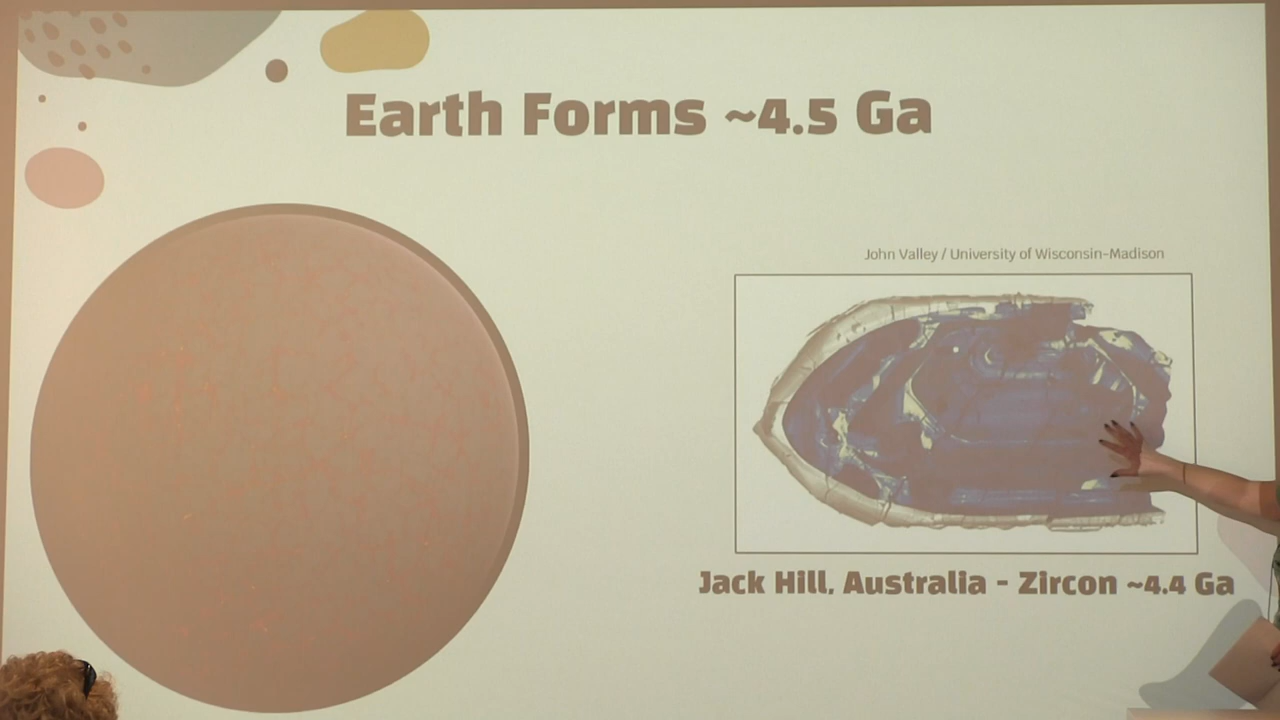 Earth Forms ~4.5 Ga
John Valley / University of Wisconsin-Madison
Jack Hill, Australia - Zircon ~4.4 Ga